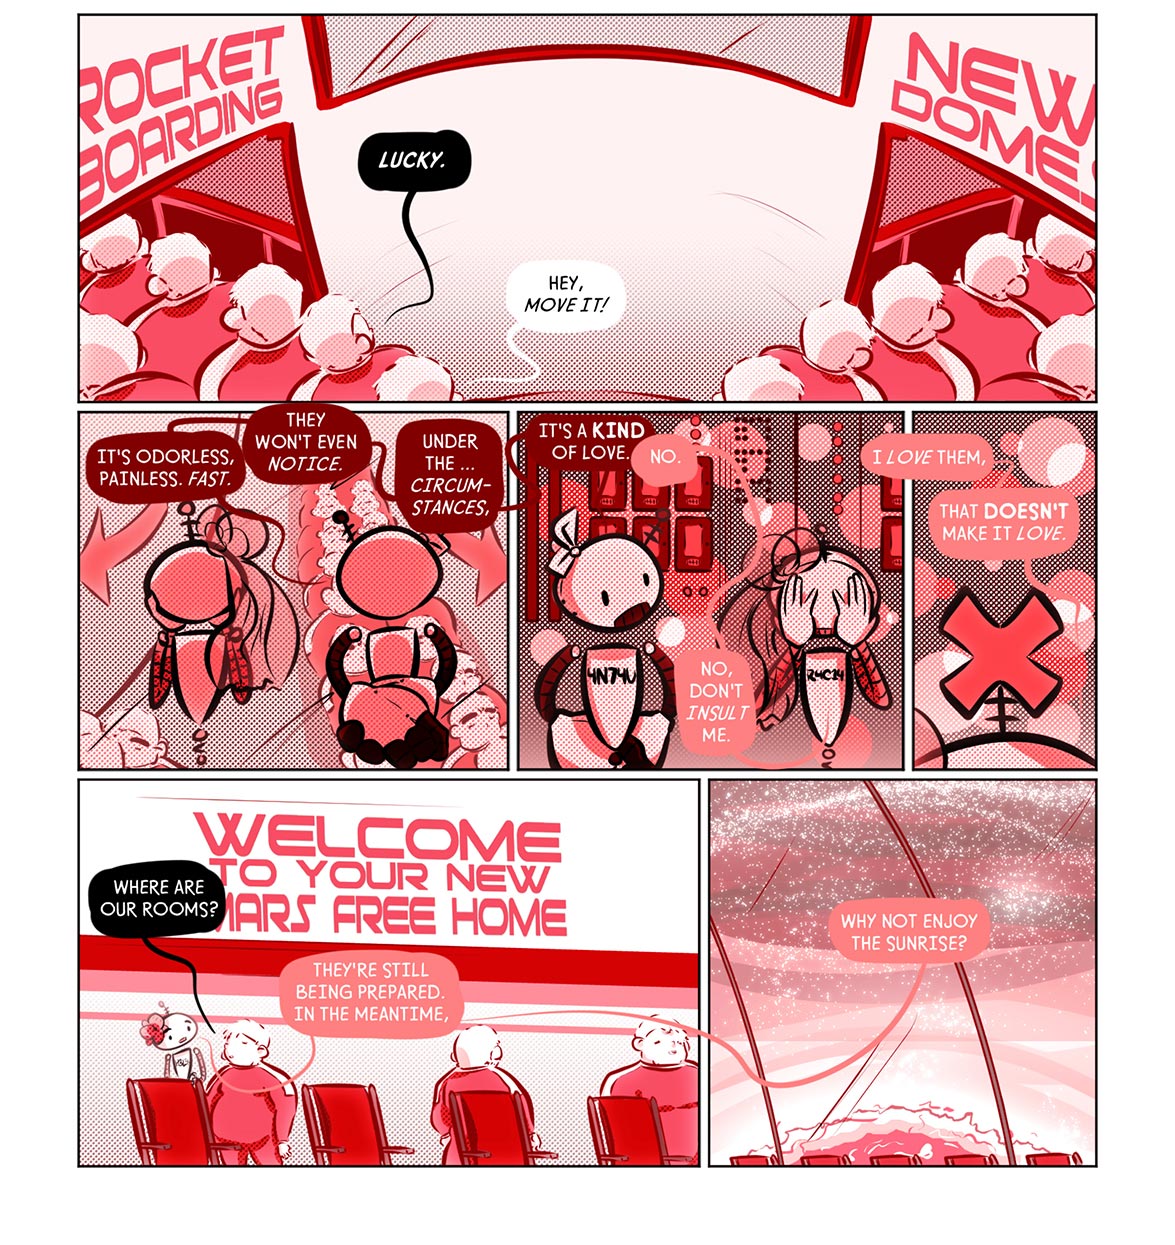 ROCKET
BOARDING
NEW
DOME
LUCKY.
HEY,
MOVE IT!
IT'S ODORLESS,
PAINLESS. FAST.
THEY
WON'T EVEN
NOTICE.
UNDER
THE ...
CIRCUM-
STANCES,
IT'S A KIND
OF LOVE.
NO.
NO,
DON'T
INSULT
ME.
4N74U
I LOVE THEM,
THAT DOESN'T
MAKE IT LOVE.
WELCOME
TO YOUR NEW
MARS FREE HOME
WHERE ARE
OUR ROOMS?
THEY'RE STILL
BEING PREPARED.
IN THE MEANTIME,
WHY NOT ENJOY
THE SUNRISE?